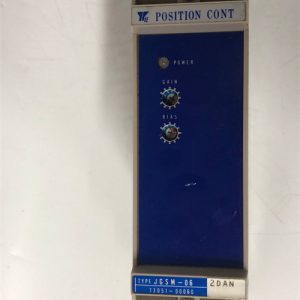 POSITION CONT
POWER
GAIN
BIAS
TYPE JGSM-06
2DAN